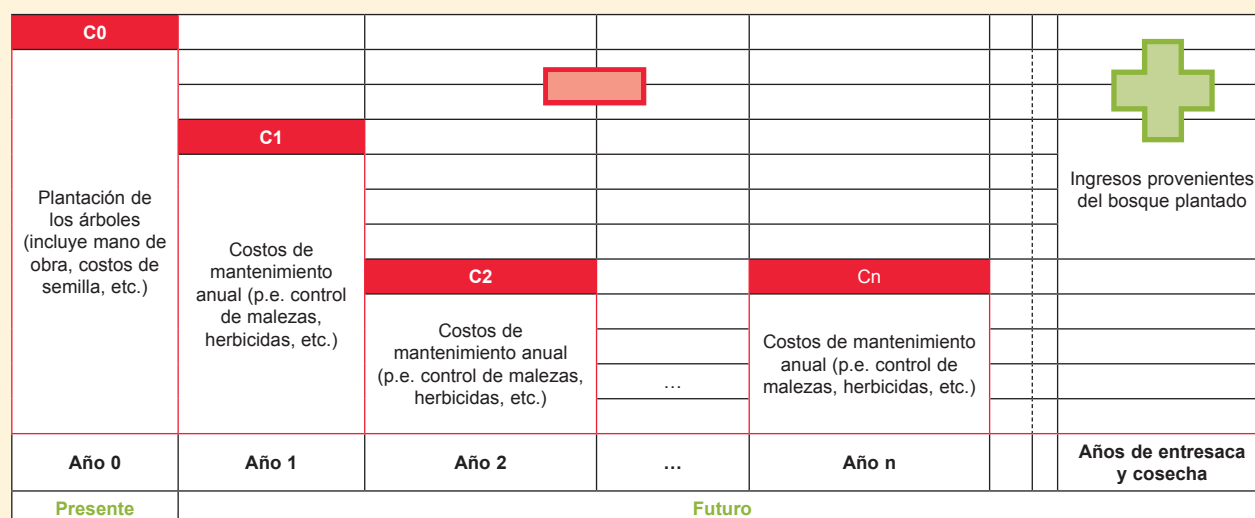 C0
Plantación de
los árboles
(incluye mano de
obra, costos de
semilla, etc.)
C1
Costos de
mantenimiento
anual (p.e. control
de malezas,
herbicidas, etc.)
C2
Costos de
mantenimiento anual
(p.e. control de malezas,
herbicidas, etc.)
…
Cn
Costos de mantenimiento
anual (p.e. control de
malezas, herbicidas, etc.)
Ingresos provenientes
del bosque plantado
Año 0
Año 1
Año 2
…
Año n
Años de entresaca
y cosecha
Presente
Futuro